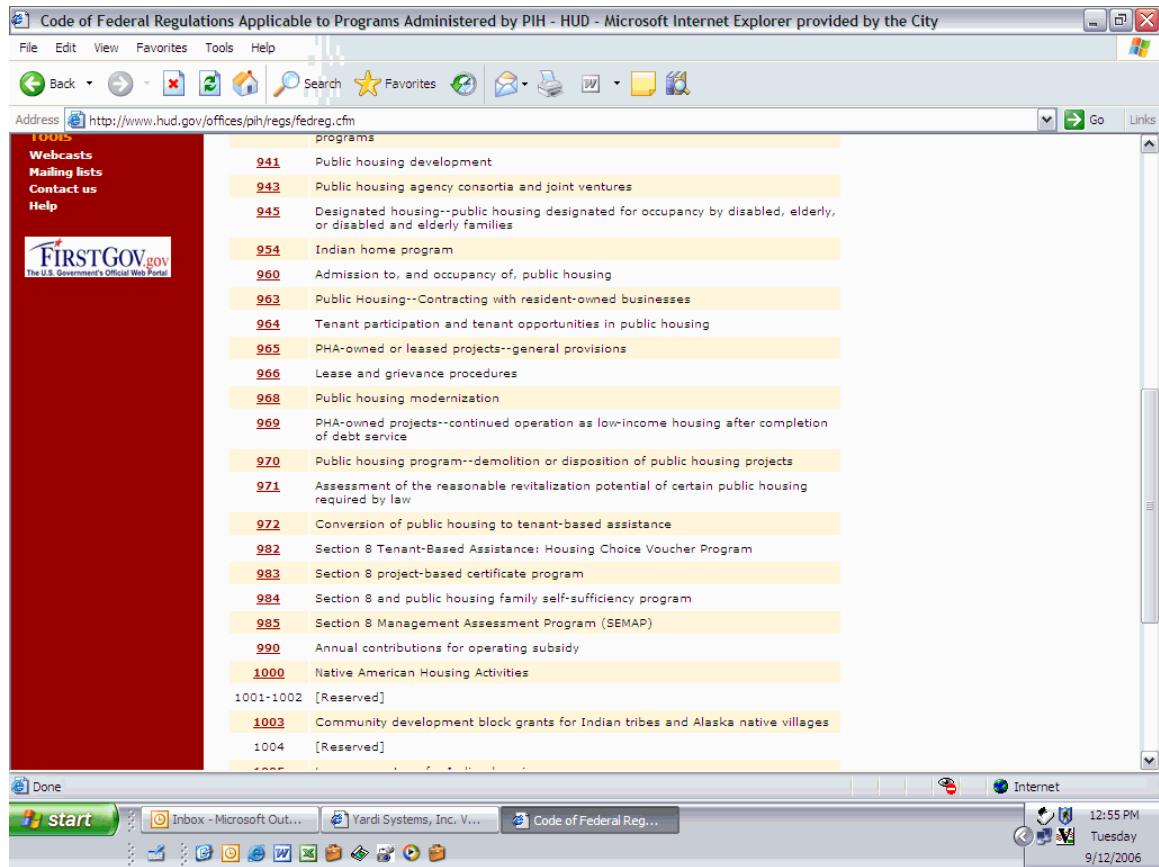 Code of Federal Regulations Applicable to Programs Administered by PIH - HUD - Microsoft Internet Explorer provided by the City
File Edit View Favorites Tools Help
Back Search Favorites
Address http://www.hud.gov/offices/pih/regs/fedreg.cfm Go Links
Tools
Webcasts
Mailing lists
Contact us
Help
FIRSTGOV.gov
The U.S. Government's Official Web Portal
programs
941 Public housing development
943 Public housing agency consortia and joint ventures
945 Designated housing--public housing designated for occupancy by disabled, elderly,
or disabled and elderly families
954 Indian home program
960 Admission to, and occupancy of, public housing
963 Public Housing--Contracting with resident-owned businesses
964 Tenant participation and tenant opportunities in public housing
965 PHA-owned or leased projects--general provisions
966 Lease and grievance procedures
968 Public housing modernization
969 PHA-owned projects--continued operation as low-income housing after completion
of debt service
970 Public housing program--demolition or disposition of public housing projects
971 Assessment of the reasonable revitalization potential of certain public housing
required by law
972 Conversion of public housing to tenant-based assistance
982 Section 8 Tenant-Based Assistance: Housing Choice Voucher Program
983 Section 8 project-based certificate program
984 Section 8 and public housing family self-sufficiency program
985 Section 8 Management Assessment Program (SEMAP)
990 Annual contributions for operating subsidy
1000 Native American Housing Activities
1001-1002 [Reserved]
1003 Community development block grants for Indian tribes and Alaska native villages
1004 [Reserved]
Done Internet
start Inbox - Microsoft Out... Yardi Systems, Inc. V... Code of Federal Reg... 12:55 PM
Tuesday
9/12/2006